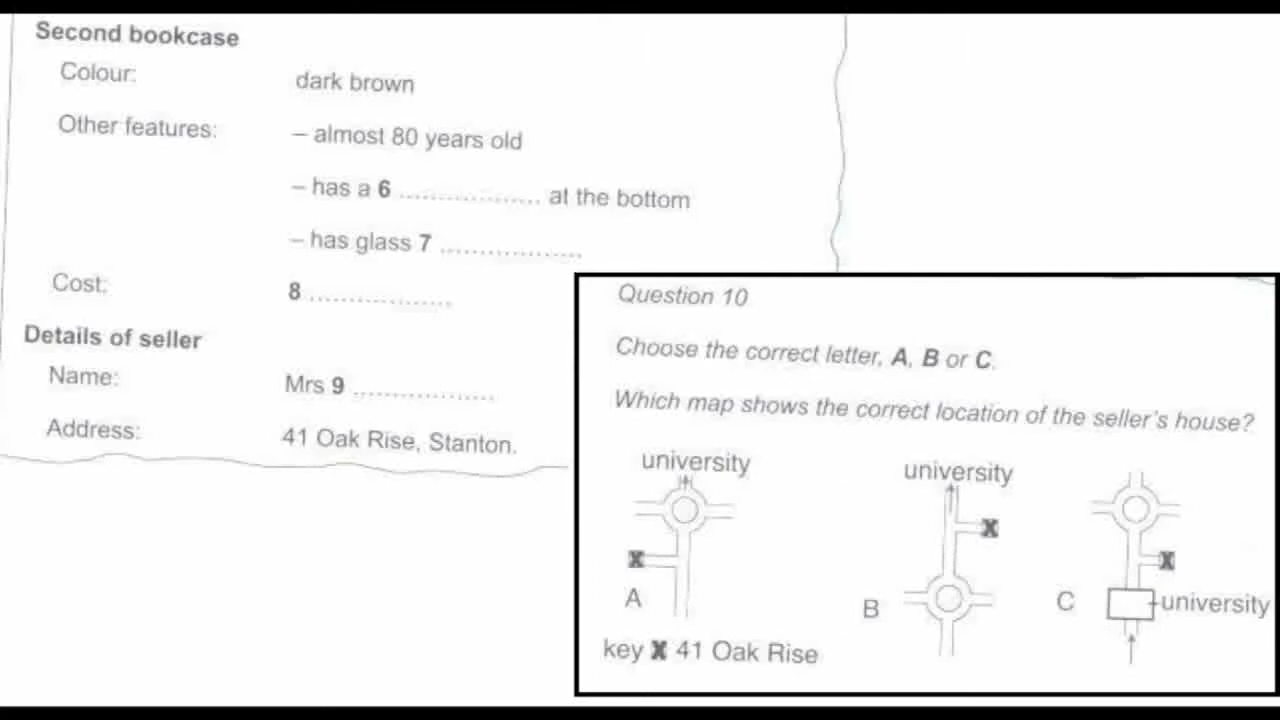 Second bookcase
Colour: dark brown
Other features: – almost 80 years old
– has a 6 ................ at the bottom
– has glass 7 ................
Cost: 8 ................
Details of seller
Name: Mrs 9 ................
Address: 41 Oak Rise, Stanton.
Question 10
Choose the correct letter, A, B or C.
Which map shows the correct location of the seller's house?
university university
X X X
A B C university
key X 41 Oak Rise